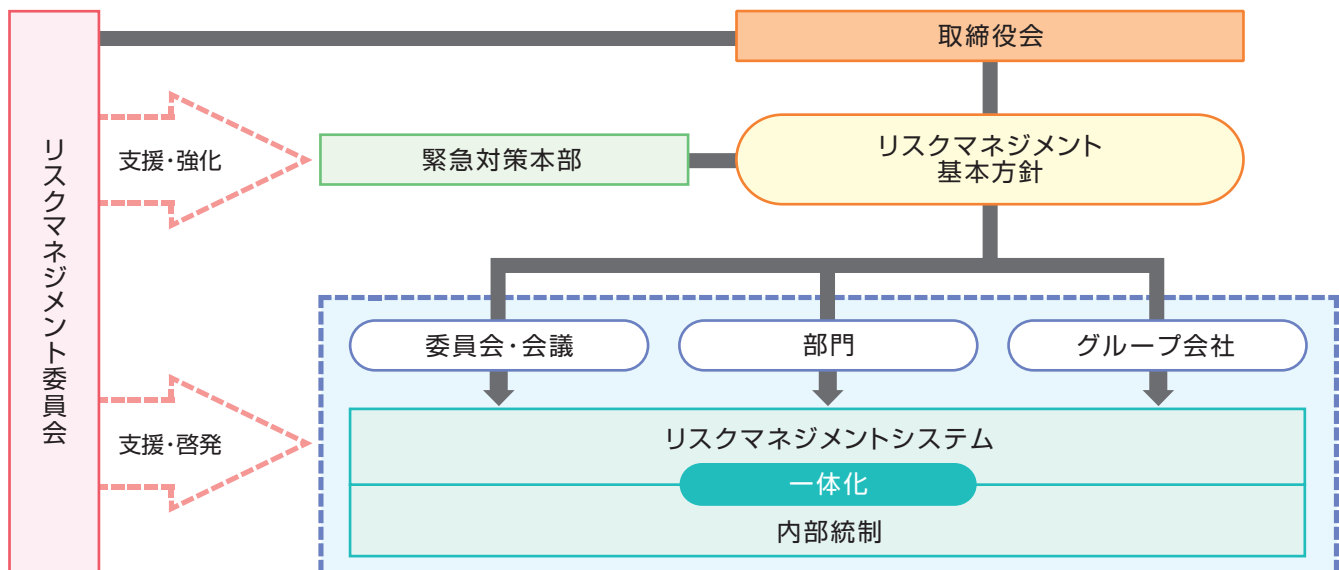 リスクマネジメント委員会
取締役会
支援・強化
緊急対策本部
リスクマネジメント
基本方針
委員会・会議
部門
グループ会社
支援・啓発
リスクマネジメントシステム
一体化
内部統制